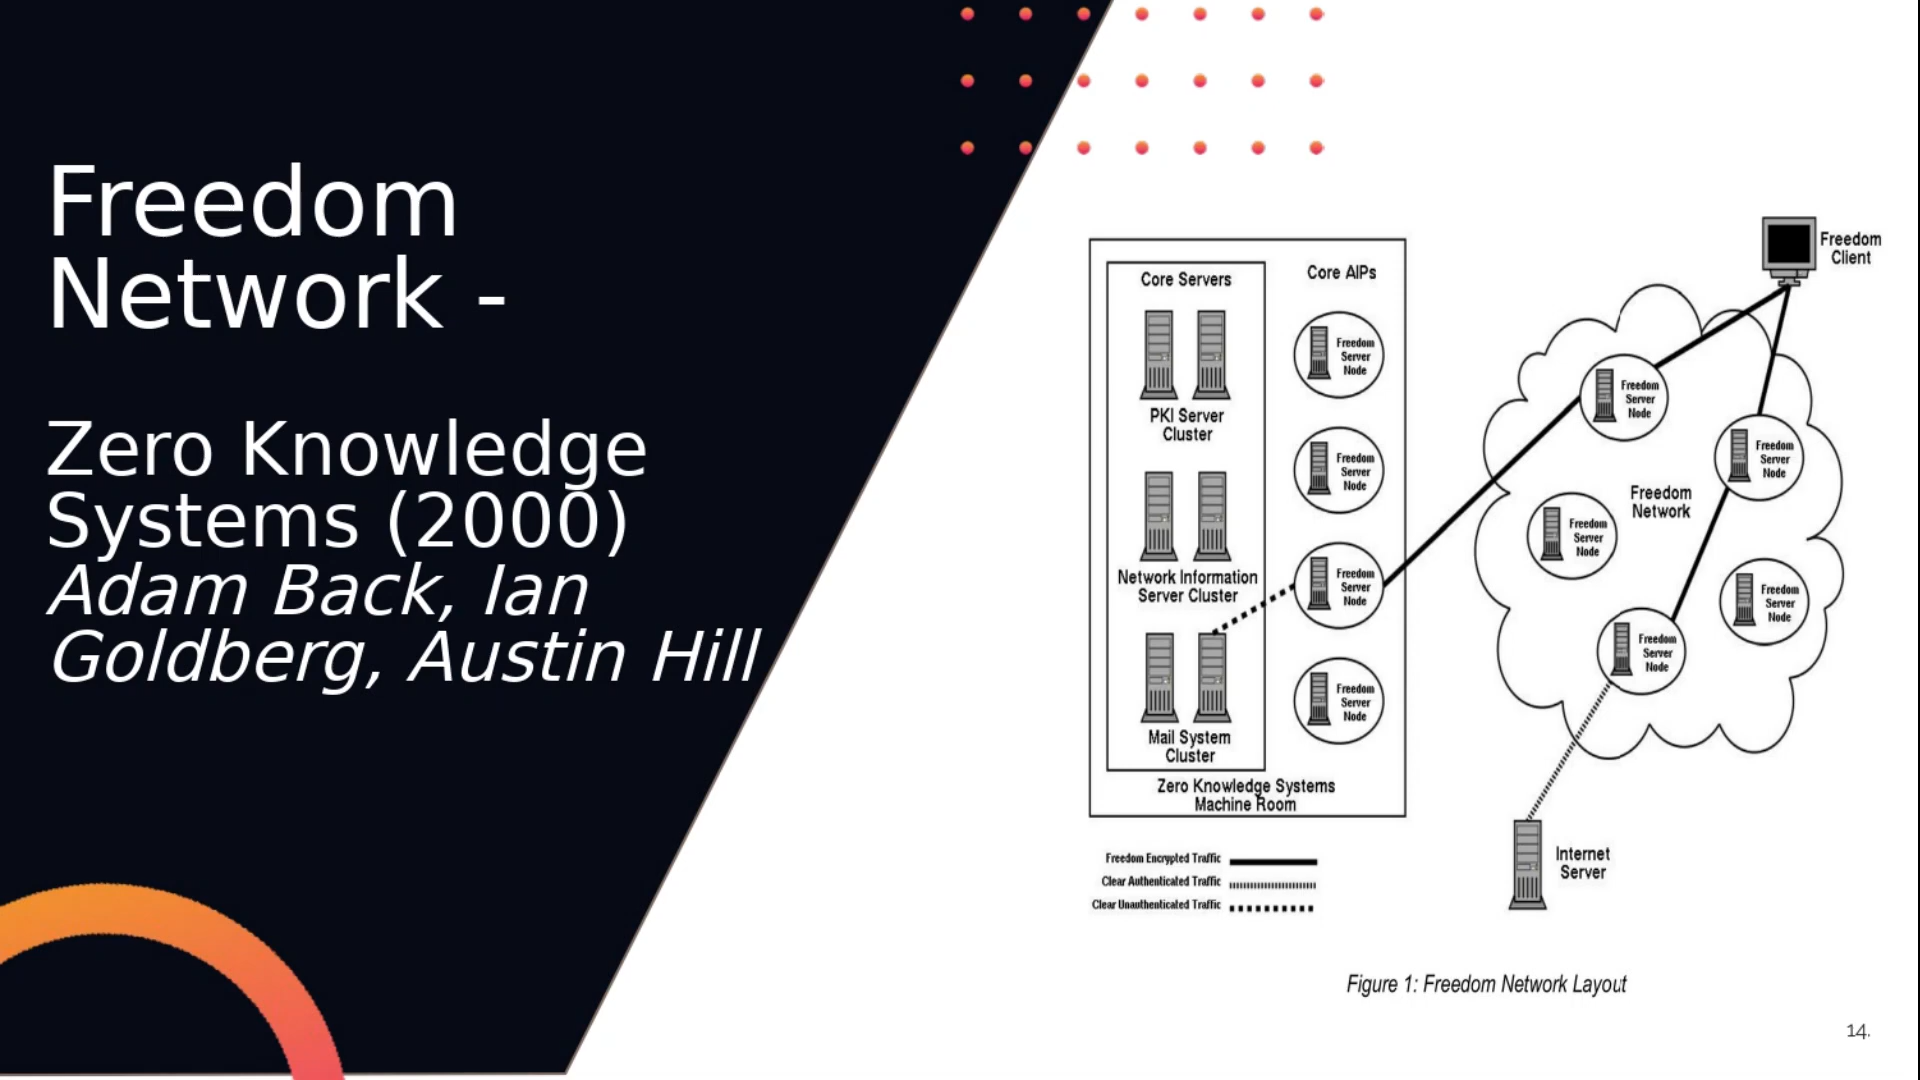 Freedom
Network -
Zero Knowledge
Systems (2000)
Adam Back, Ian
Goldberg, Austin Hill
Core Servers
PKI Server
Cluster
Network Information
Server Cluster
Mail System
Cluster
Zero Knowledge Systems
Machine Room
Core AIPs
Freedom
Server
Node
Freedom
Server
Node
Freedom
Server
Node
Freedom
Server
Node
Freedom
Client
Freedom
Server
Node
Freedom
Server
Node
Freedom
Network
Freedom
Server
Node
Freedom
Server
Node
Freedom
Server
Node
Internet
Server
Freedom Encrypted Traffic
Clear Authenticated Traffic
Clear Unauthenticated Traffic
Figure 1: Freedom Network Layout
14.